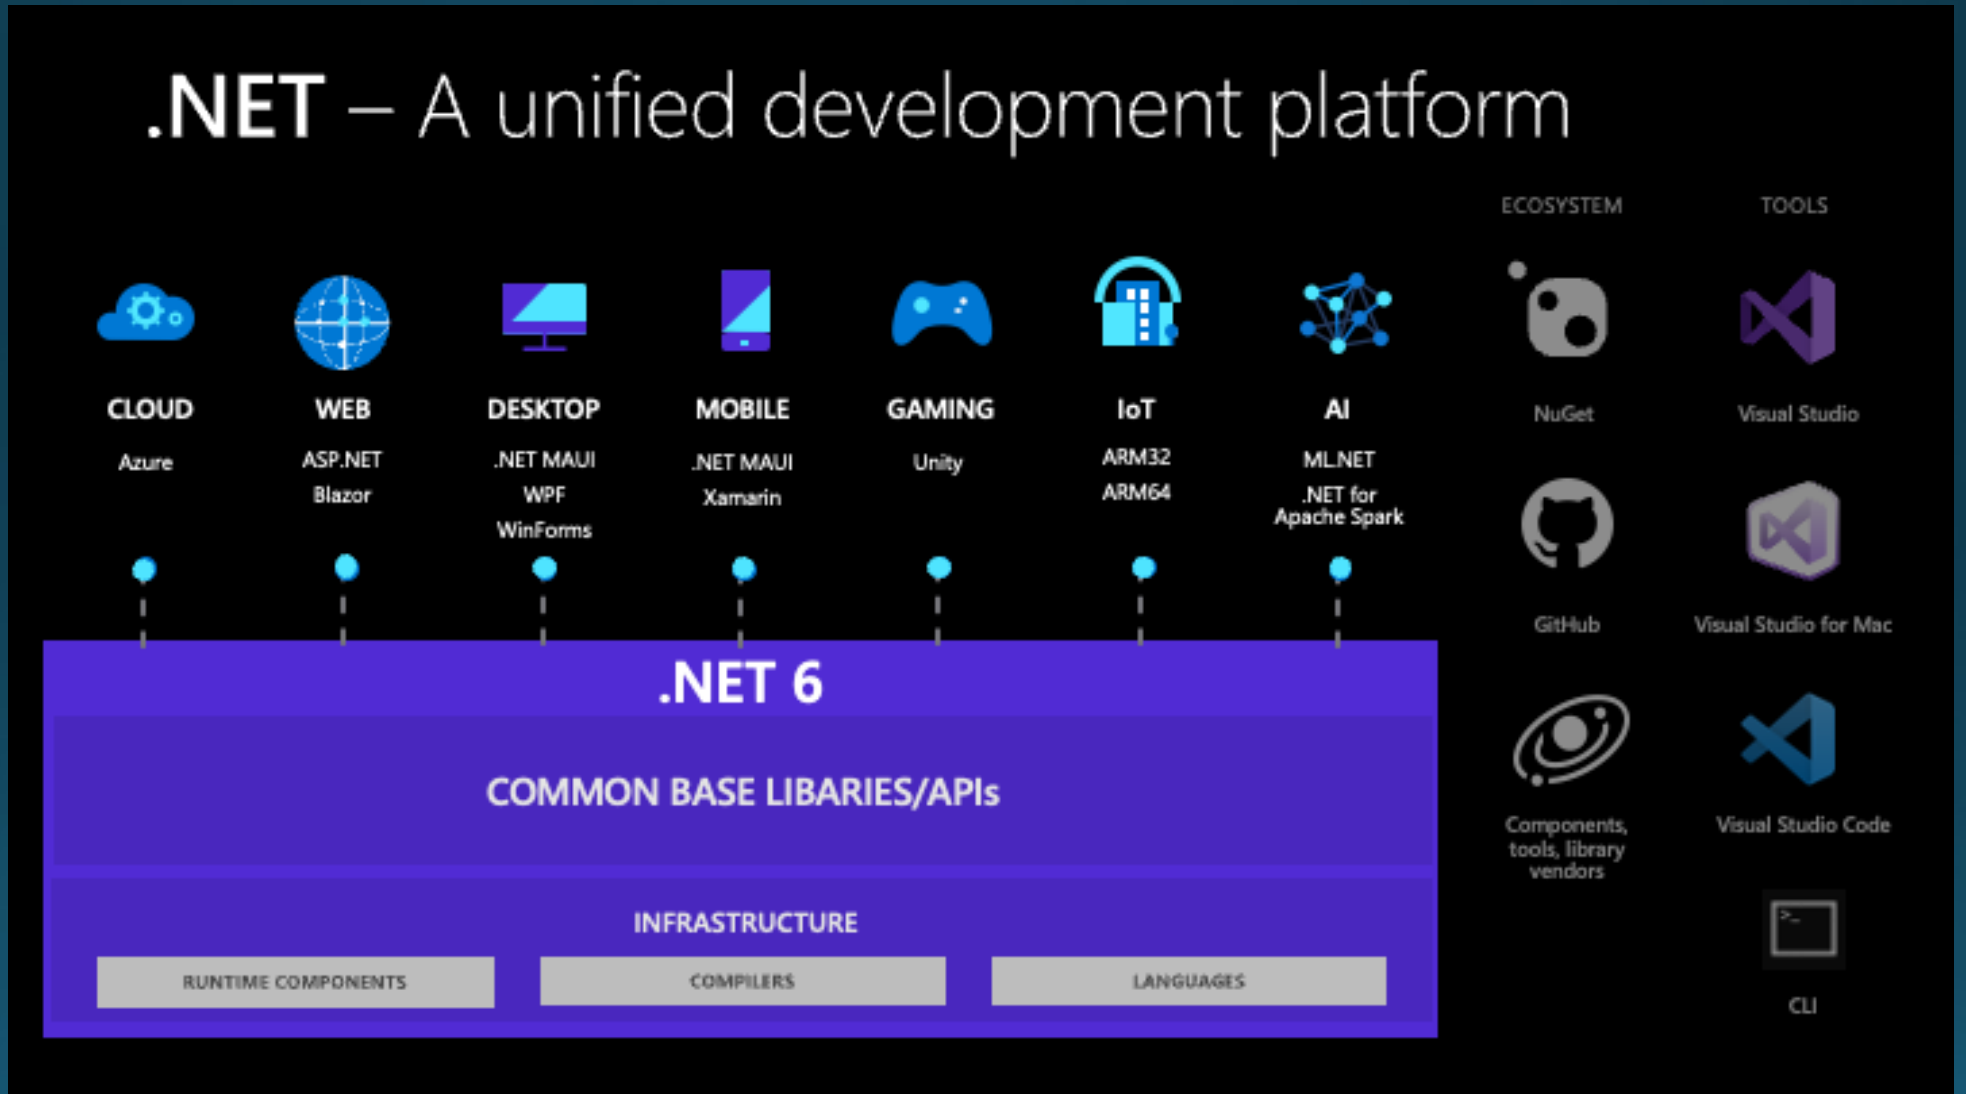 .NET – A unified development platform
ECOSYSTEM
TOOLS
CLOUD
Azure
WEB
ASP.NET
Blazor
DESKTOP
.NET MAUI
WPF
WinForms
MOBILE
.NET MAUI
Xamarin
GAMING
Unity
IoT
ARM32
ARM64
AI
ML.NET
.NET for
Apache Spark
NuGet
GitHub
Components,
tools, library
vendors
Visual Studio
Visual Studio for Mac
Visual Studio Code
>_
CLI
.NET 6
COMMON BASE LIBARIES/APIs
INFRASTRUCTURE
RUNTIME COMPONENTS
COMPILERS
LANGUAGES